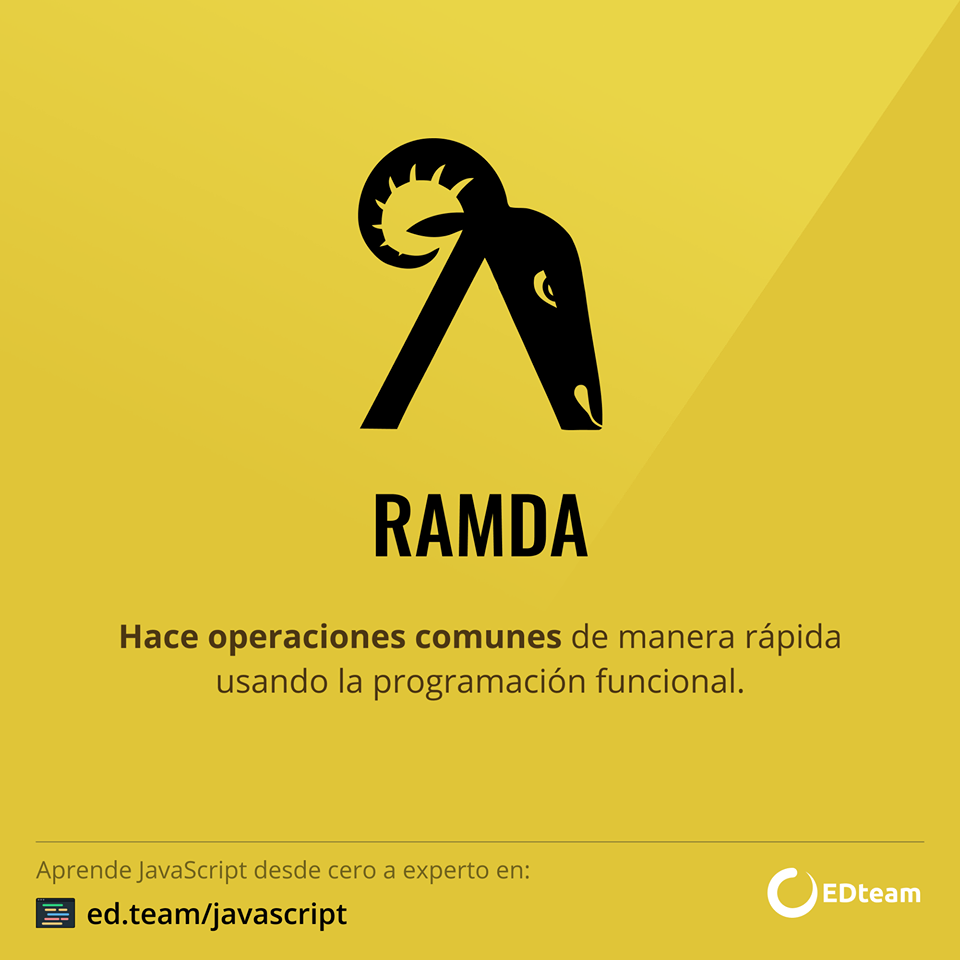 RAMDA
Hace operaciones comunes de manera rápida
usando la programación funcional.
Aprende JavaScript desde cero a experto en:
ed.team/javascript
EDteam